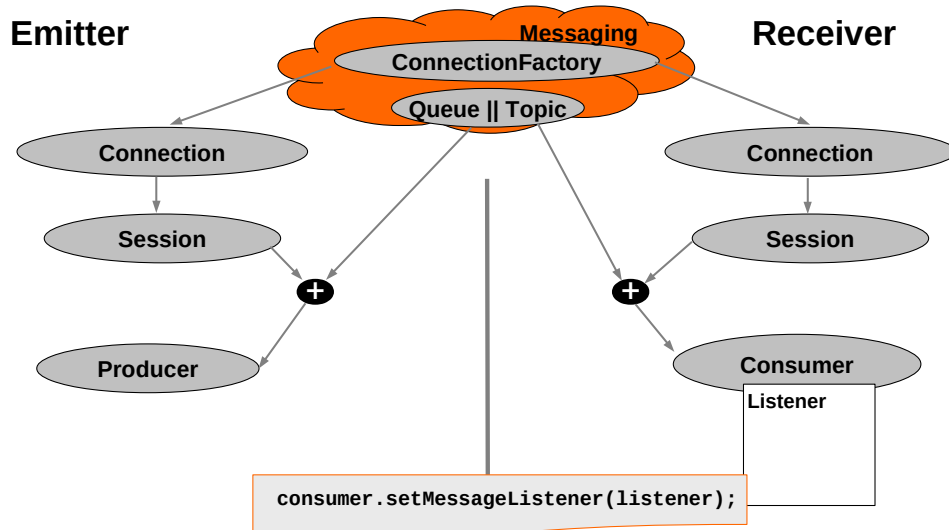 Emitter
Messaging
Receiver
ConnectionFactory
Queue || Topic
Connection
Connection
Session
Session
+
+
Producer
Consumer
Listener
consumer.setMessageListener(listener);